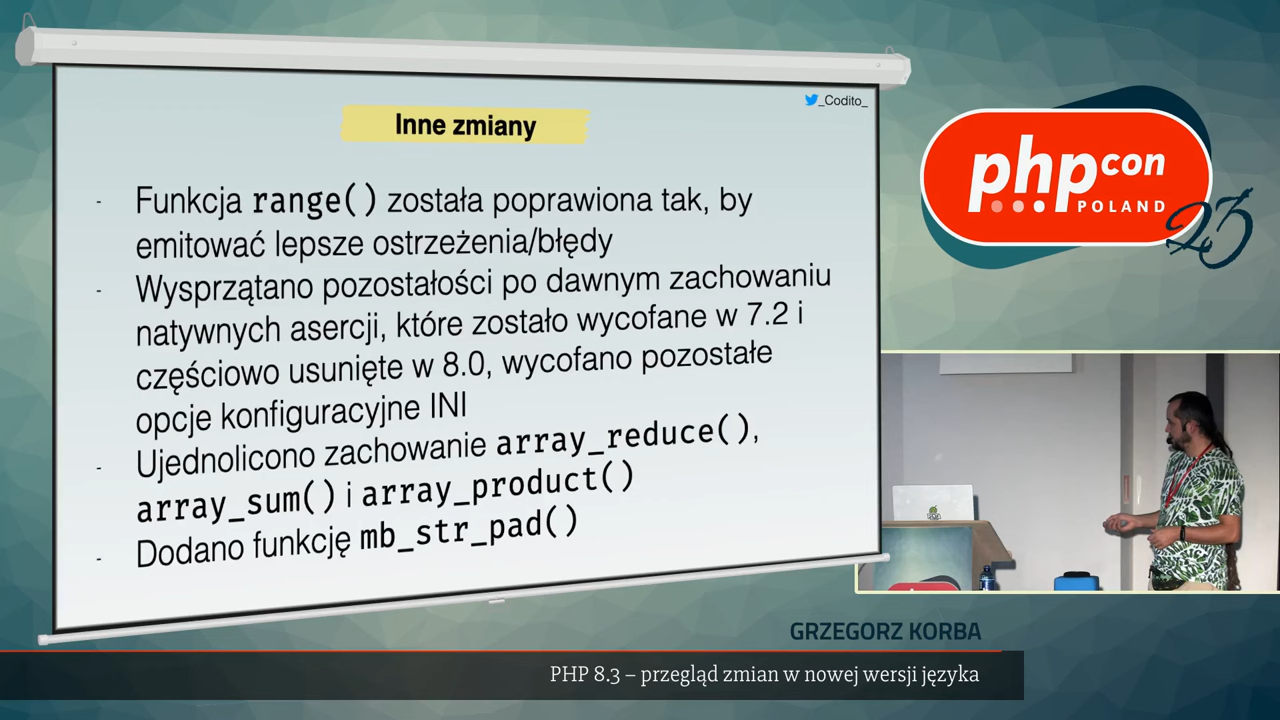 _Codito_
Inne zmiany
- Funkcja range() została poprawiona tak, by
emitować lepsze ostrzeżenia/błędy
- Wysprzątano pozostałości po dawnym zachowaniu
natywnych asercji, które zostało wycofane w 7.2 i
częściowo usunięte w 8.0, wycofano pozostałe
opcje konfiguracyjne INI
- Ujednolicono zachowanie array_reduce(),
array_sum() i array_product()
- Dodano funkcję mb_str_pad()
phpcon
POLAND
23
GRZEGORZ KORBA
PHP 8.3 – przegląd zmian w nowej wersji języka